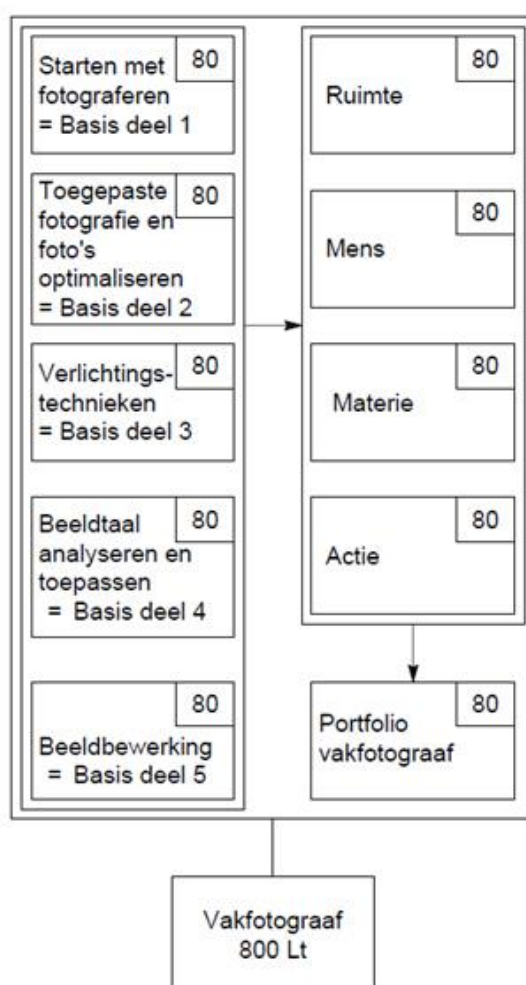 80
Starten met
fotograferen
= Basis deel 1
80
Toegepaste
fotografie en
foto's
optimaliseren
= Basis deel 2
80
Verlichtings-
technieken
= Basis deel 3
80
Beeldtaal
analyseren en
toepassen
= Basis deel 4
80
Beeldbewerking
= Basis deel 5
80
Ruimte
80
Mens
80
Materie
80
Actie
80
Portfolio
vakfotograaf
Vakfotograaf
800 Lt